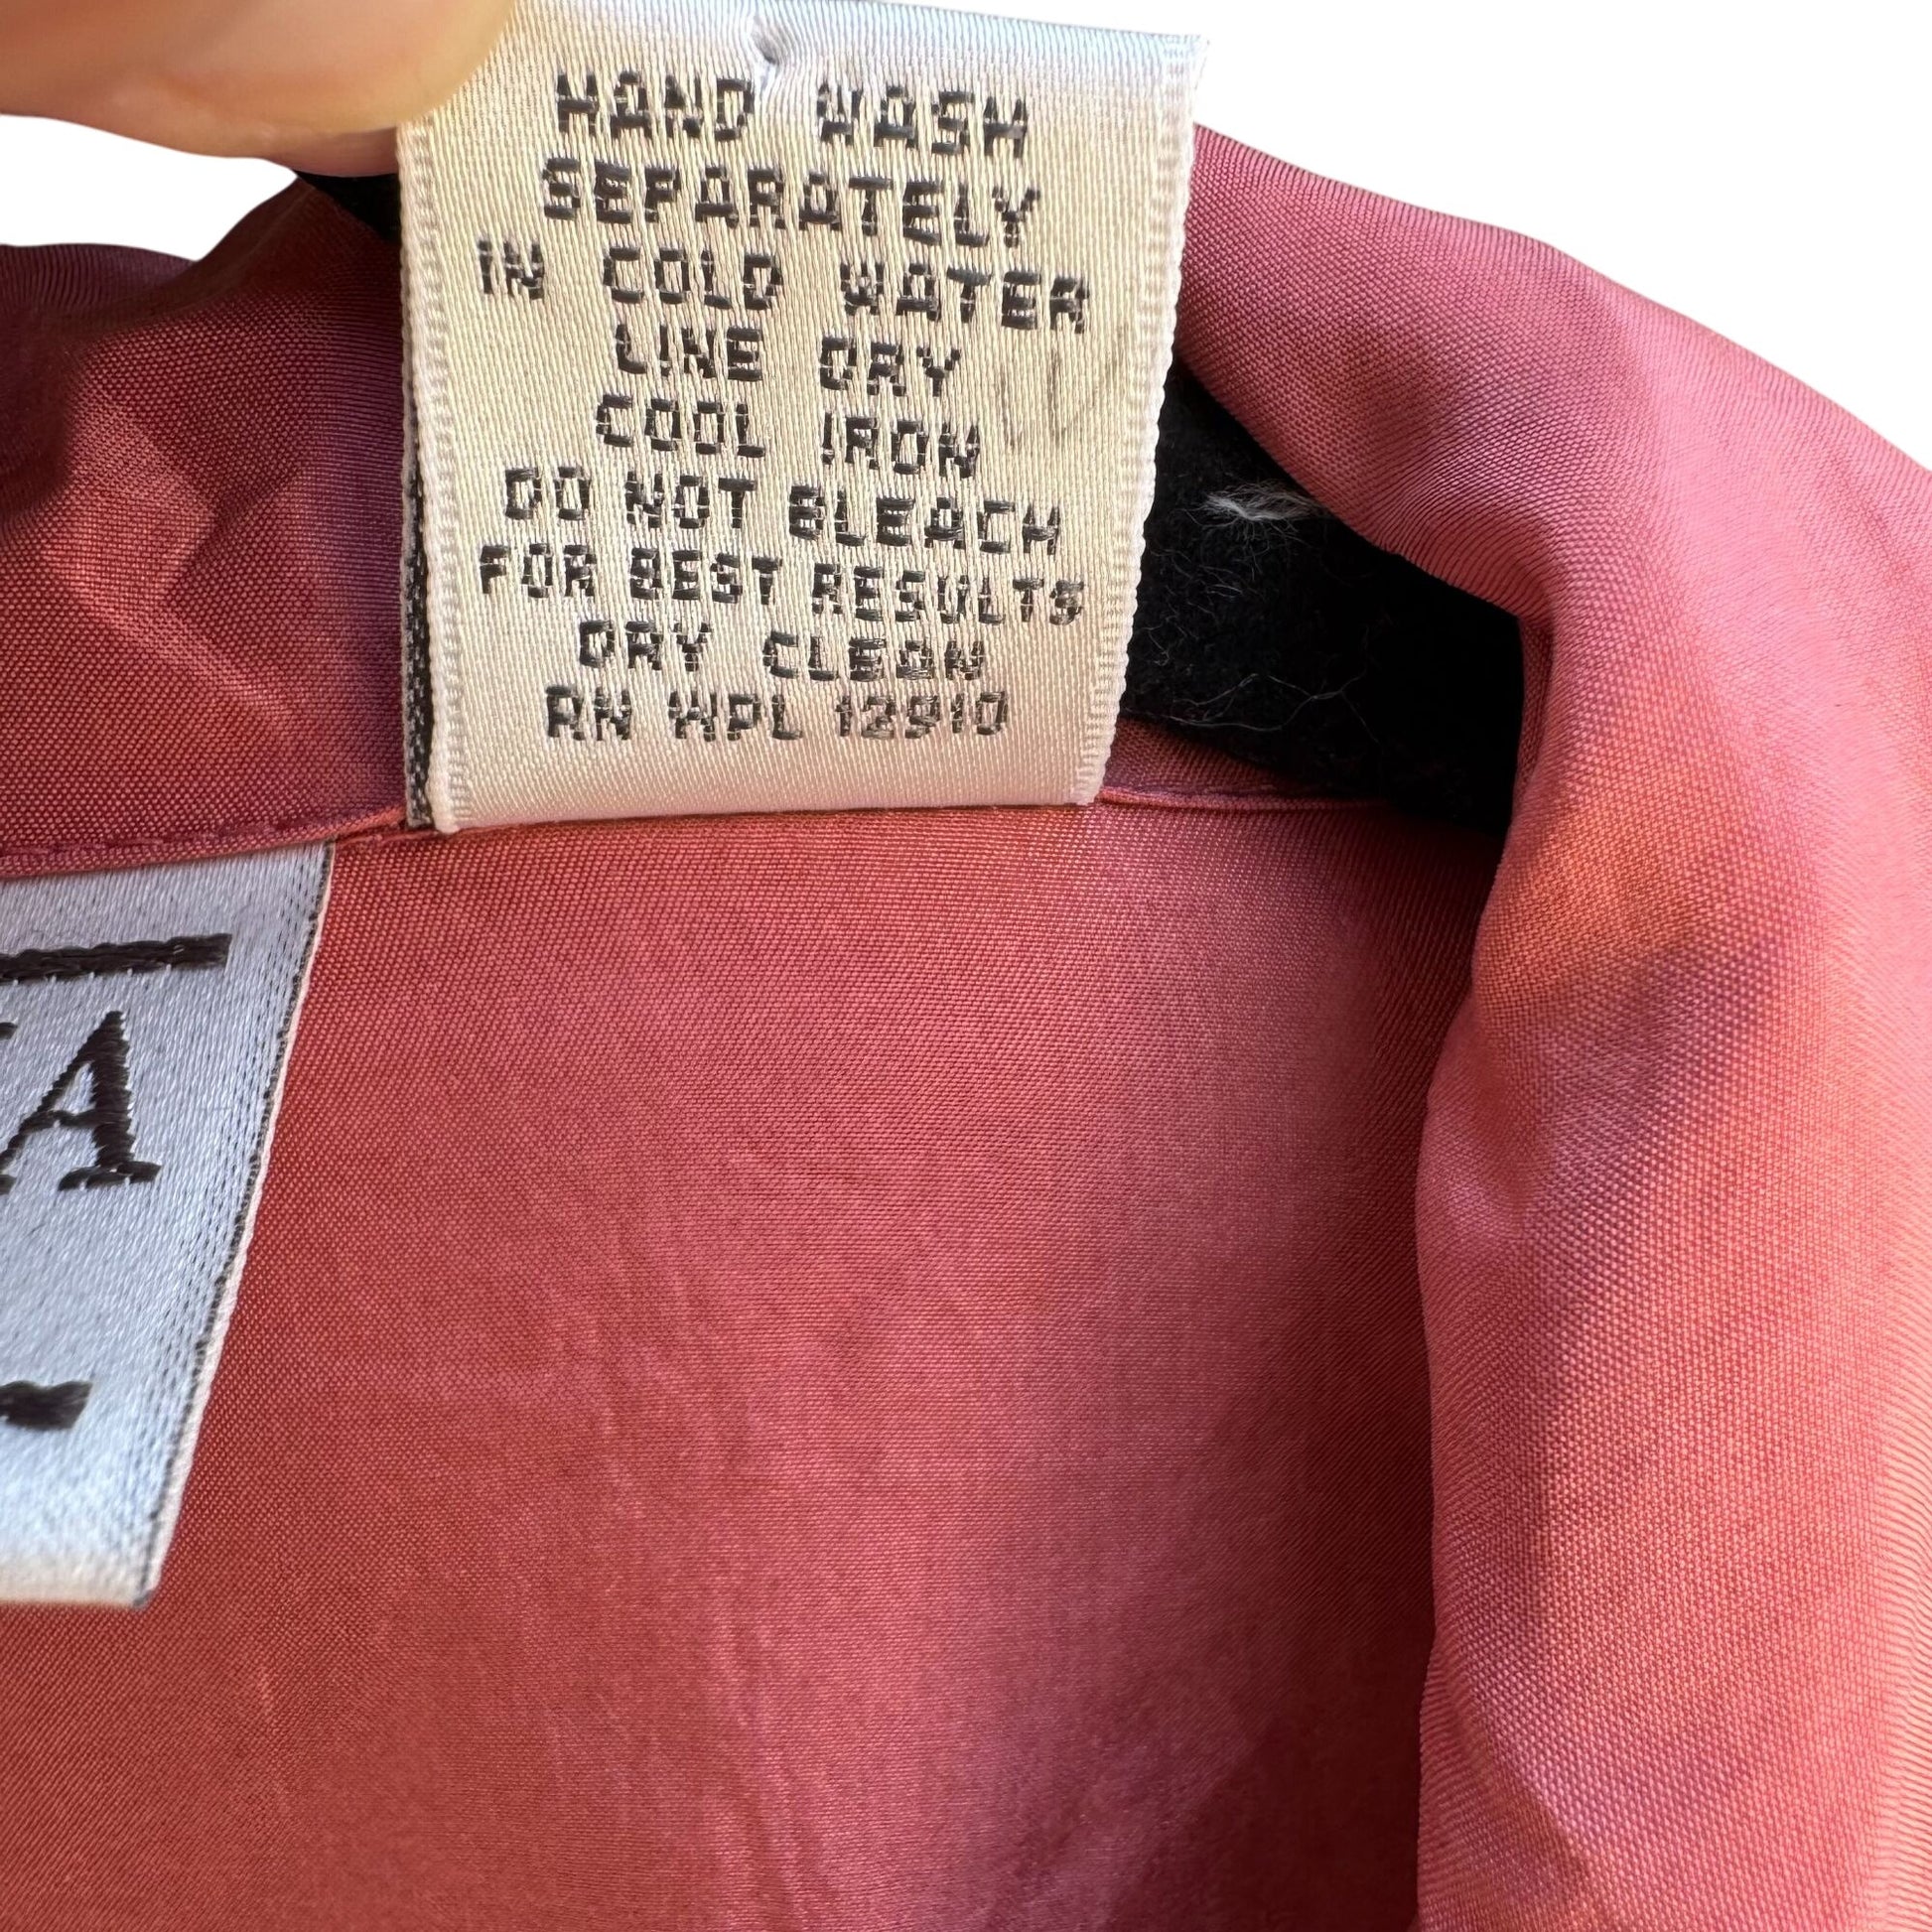 HAND WASH
SEPARATELY
IN COLD WATER
LINE DRY
COOL IRON
DO NOT BLEACH
FOR BEST RESULTS
DRY CLEAN
RN WPL 12910
A